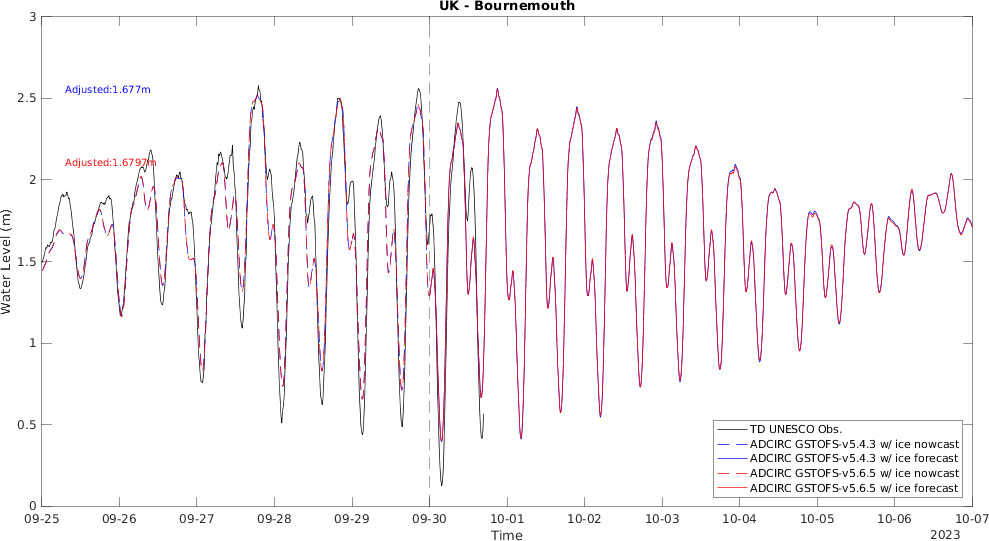 UK - Bournemouth
3
2.5
2
1.5
1
0.5
0
Water Level (m)
Adjusted:1.677m
Adjusted:1.6797m
TD UNESCO Obs.
ADCIRC GSTOFS-v5.4.3 w/ ice nowcast
ADCIRC GSTOFS-v5.4.3 w/ ice forecast
ADCIRC GSTOFS-v5.6.5 w/ ice nowcast
ADCIRC GSTOFS-v5.6.5 w/ ice forecast
09-25 09-26 09-27 09-28 09-29 09-30 10-01 10-02 10-03 10-04 10-05 10-06 10-07
Time
2023